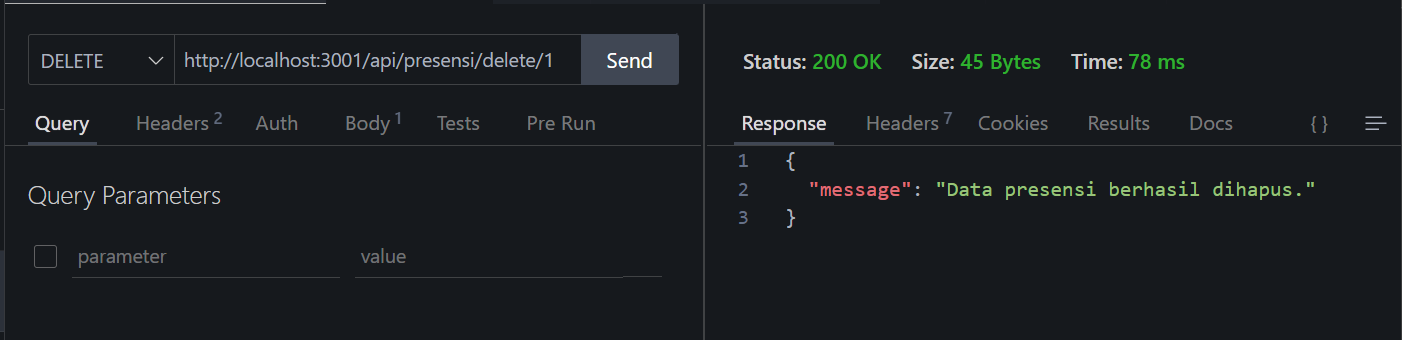 DELETE http://localhost:3001/api/presensi/delete/1 Send
Query Headers 2 Auth Body 1 Tests Pre Run
Query Parameters
parameter value
Status: 200 OK Size: 45 Bytes Time: 78 ms
Response Headers 7 Cookies Results Docs { }
1 {
2 "message": "Data presensi berhasil dihapus."
3 }